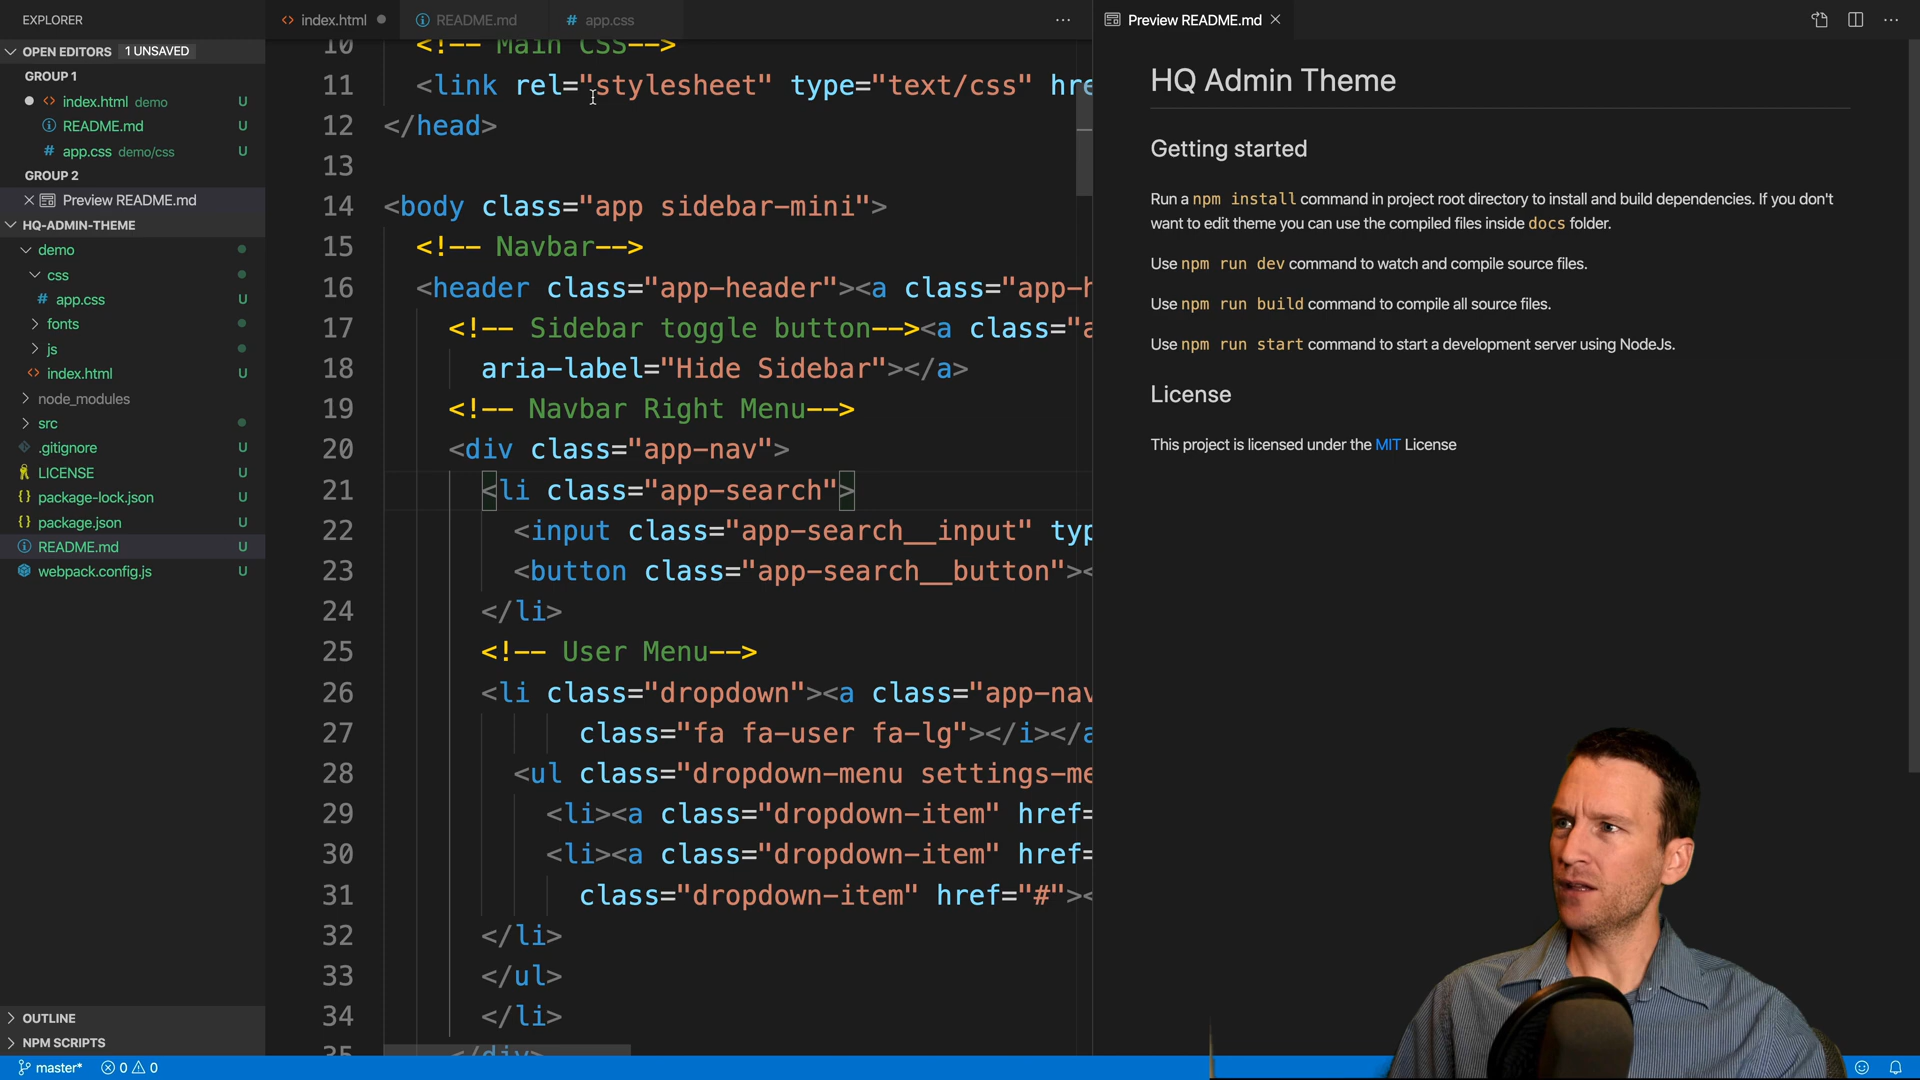 EXPLORER
OPEN EDITORS 1 UNSAVED
GROUP 1
index.html demo U
README.md U
app.css demo/css U
GROUP 2
Preview README.md
HQ-ADMIN-THEME
demo
css
app.css U
fonts
js
index.html U
node_modules
src
.gitignore U
LICENSE U
package-lock.json U
package.json U
README.md U
webpack.config.js U
OUTLINE
NPM SCRIPTS
master* 0 0
index.html
README.md
app.css
10 <!-- Main CSS-->
11 <link rel="stylesheet" type="text/css" hre
12 </head>
13
14 <body class="app sidebar-mini">
15 <!-- Navbar-->
16 <header class="app-header"><a class="app-h
17 <!-- Sidebar toggle button--><a class="a
18 aria-label="Hide Sidebar"></a>
19 <!-- Navbar Right Menu-->
20 <div class="app-nav">
21 <li class="app-search">
22 <input class="app-search__input" typ
23 <button class="app-search__button"><
24 </li>
25 <!-- User Menu-->
26 <li class="dropdown"><a class="app-nav
27 class="fa fa-user fa-lg"></i></a
28 <ul class="dropdown-menu settings-me
29 <li><a class="dropdown-item" href=
30 <li><a class="dropdown-item" href=
31 class="dropdown-item" href="#"><
32 </li>
33 </ul>
34 </li>
35 </div>
Preview README.md
HQ Admin Theme
Getting started
Run a npm install command in project root directory to install and build dependencies. If you don't
want to edit theme you can use the compiled files inside docs folder.
Use npm run dev command to watch and compile source files.
Use npm run build command to compile all source files.
Use npm run start command to start a development server using NodeJs.
License
This project is licensed under the MIT License